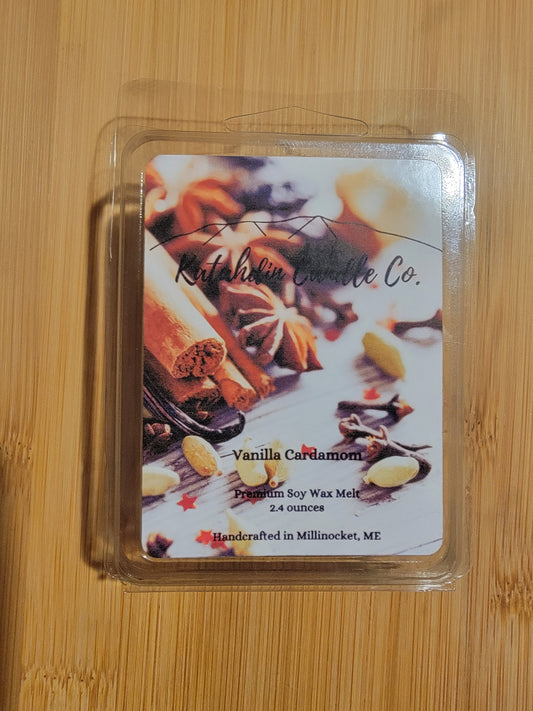 Katahdin Candle Co.
Vanilla Cardamom
Premium Soy Wax Melt
2.4 ounces
Handcrafted in Millinocket, ME